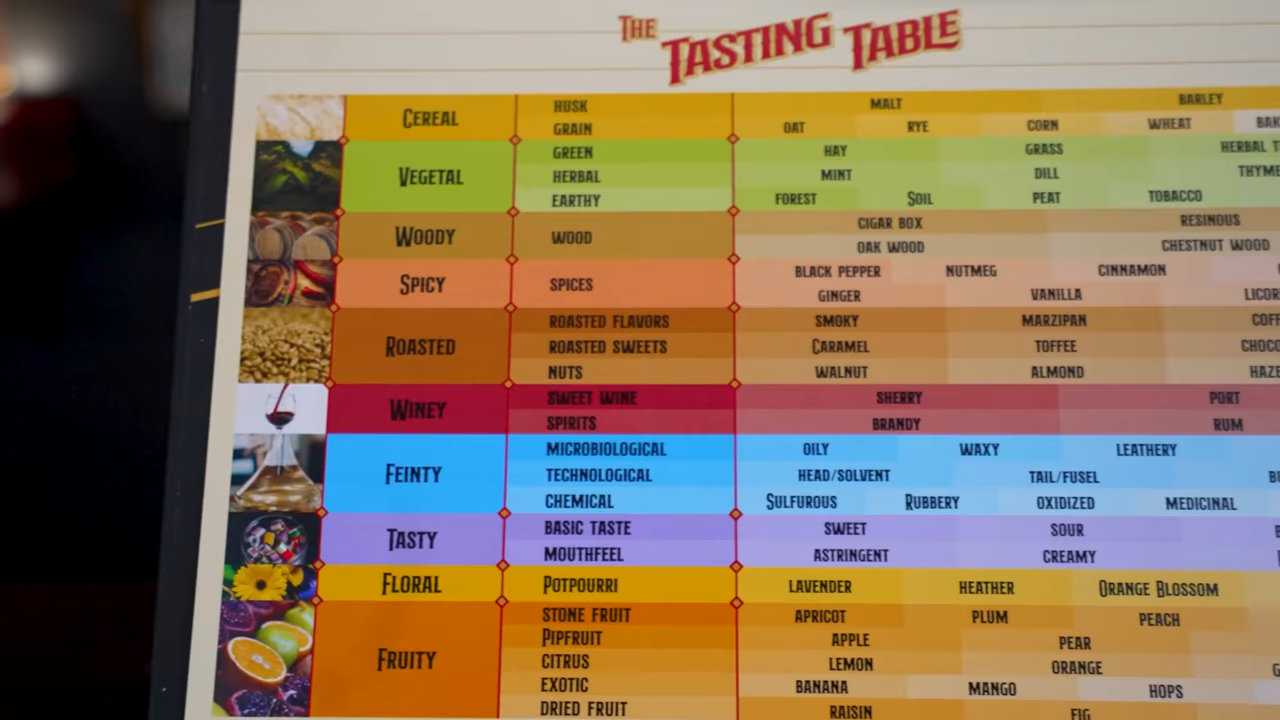 THE TASTING TABLE
CEREAL
HUSK
MALT BARLEY
GRAIN
OAT RYE CORN WHEAT
VEGETAL
GREEN
HAY GRASS HERBAL
HERBAL
MINT DILL THYME
EARTHY
FOREST SOIL PEAT TOBACCO
WOODY
WOOD
CIGAR BOX RESINOUS
OAK WOOD CHESTNUT WOOD
SPICY
SPICES
BLACK PEPPER NUTMEG CINNAMON
GINGER VANILLA
ROASTED
ROASTED FLAVORS
SMOKY MARZIPAN
ROASTED SWEETS
CARAMEL TOFFEE
NUTS
WALNUT ALMOND
WINEY
SWEET WINE
SHERRY PORT
SPIRITS
BRANDY RUM
FEINTY
MICROBIOLOGICAL
OILY WAXY LEATHERY
TECHNOLOGICAL
HEAD/SOLVENT TAIL/FUSEL
CHEMICAL
SULFUROUS RUBBERY OXIDIZED MEDICINAL
TASTY
BASIC TASTE
SWEET SOUR
MOUTHFEEL
ASTRINGENT CREAMY
FLORAL
POTPOURRI
LAVENDER HEATHER ORANGE BLOSSOM
FRUITY
STONE FRUIT
APRICOT PLUM PEACH
PIPFRUIT
APPLE PEAR
CITRUS
LEMON ORANGE
EXOTIC
BANANA MANGO HOPS
DRIED FRUIT
RAISIN FIG